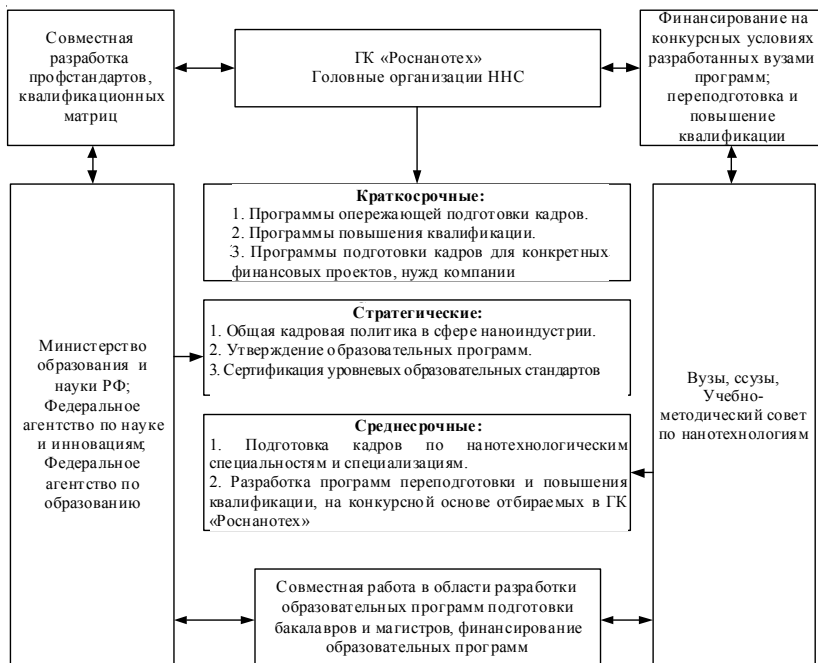 Совместная
разработка
профстандартов,
квалификационных
матриц
ГК «Роснанотех»
Головные организации ННС
Финансирование на
конкурсных условиях
разработанных вузами
программ;
переподготовка и
повышение
квалификации
Краткосрочные:
1. Программы опережающей подготовки кадров.
2. Программы повышения квалификации.
3. Программы подготовки кадров для конкретных
финансовых проектов, нужд компании
Стратегические:
1. Общая кадровая политика в сфере наноиндустрии.
2. Утверждение образовательных программ.
3. Сертификация уровневых образовательных стандартов
Министерство
образования и
науки РФ;
Федеральное
агентство по науке
и инновациям;
Федеральное
агентство по
образованию
Вузы, ссузы,
Учебно-
методический совет
по нанотехнологиям
Среднесрочные:
1. Подготовка кадров по нанотехнологическим
специальностям и специализациям.
2. Разработка программ переподготовки и повышения
квалификации, на конкурсной основе отбираемых в ГК
«Роснанотех»
Совместная работа в области разработки
образовательных программ подготовки
бакалавров и магистров, финансирование
образовательных программ